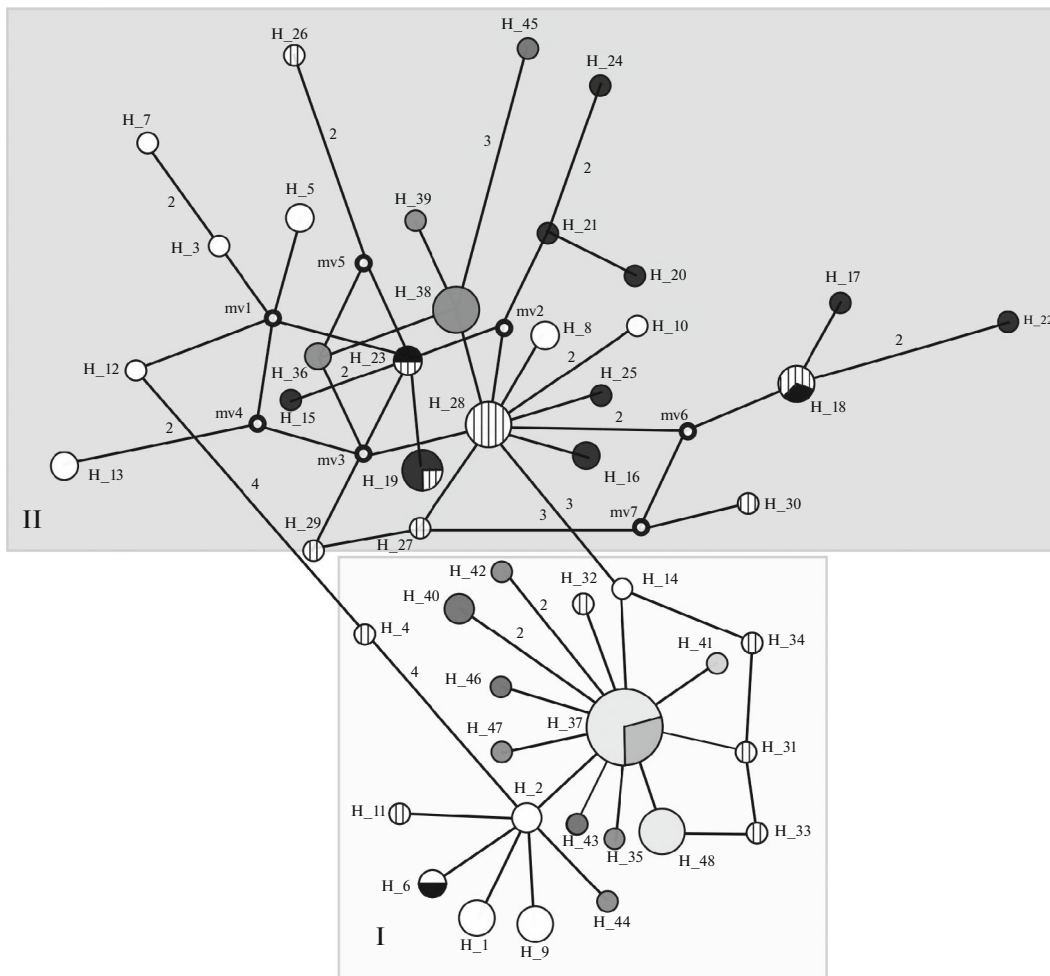 H_26
H_45
H_24
H_7
2
3
2
2
H_5
H_39
H_21
H_3
H_20
H_17
mv5
H_38
mv1
mv2
H_8
H_10
H_22
2
H_12
H_36
H_23
2
2
H_25
H_15
H_28
2
mv6
H_18
mv4
2
mv3
H_13
H_19
H_16
4
3
H_30
II
H_29
H_27
3
mv7
H_42
H_32
H_14
H_40
2
H_4
2
H_34
H_41
4
H_46
H_37
H_47
H_31
H_2
H_11
H_43
H_35
H_48
H_33
H_6
H_44
I
H_1
H_9